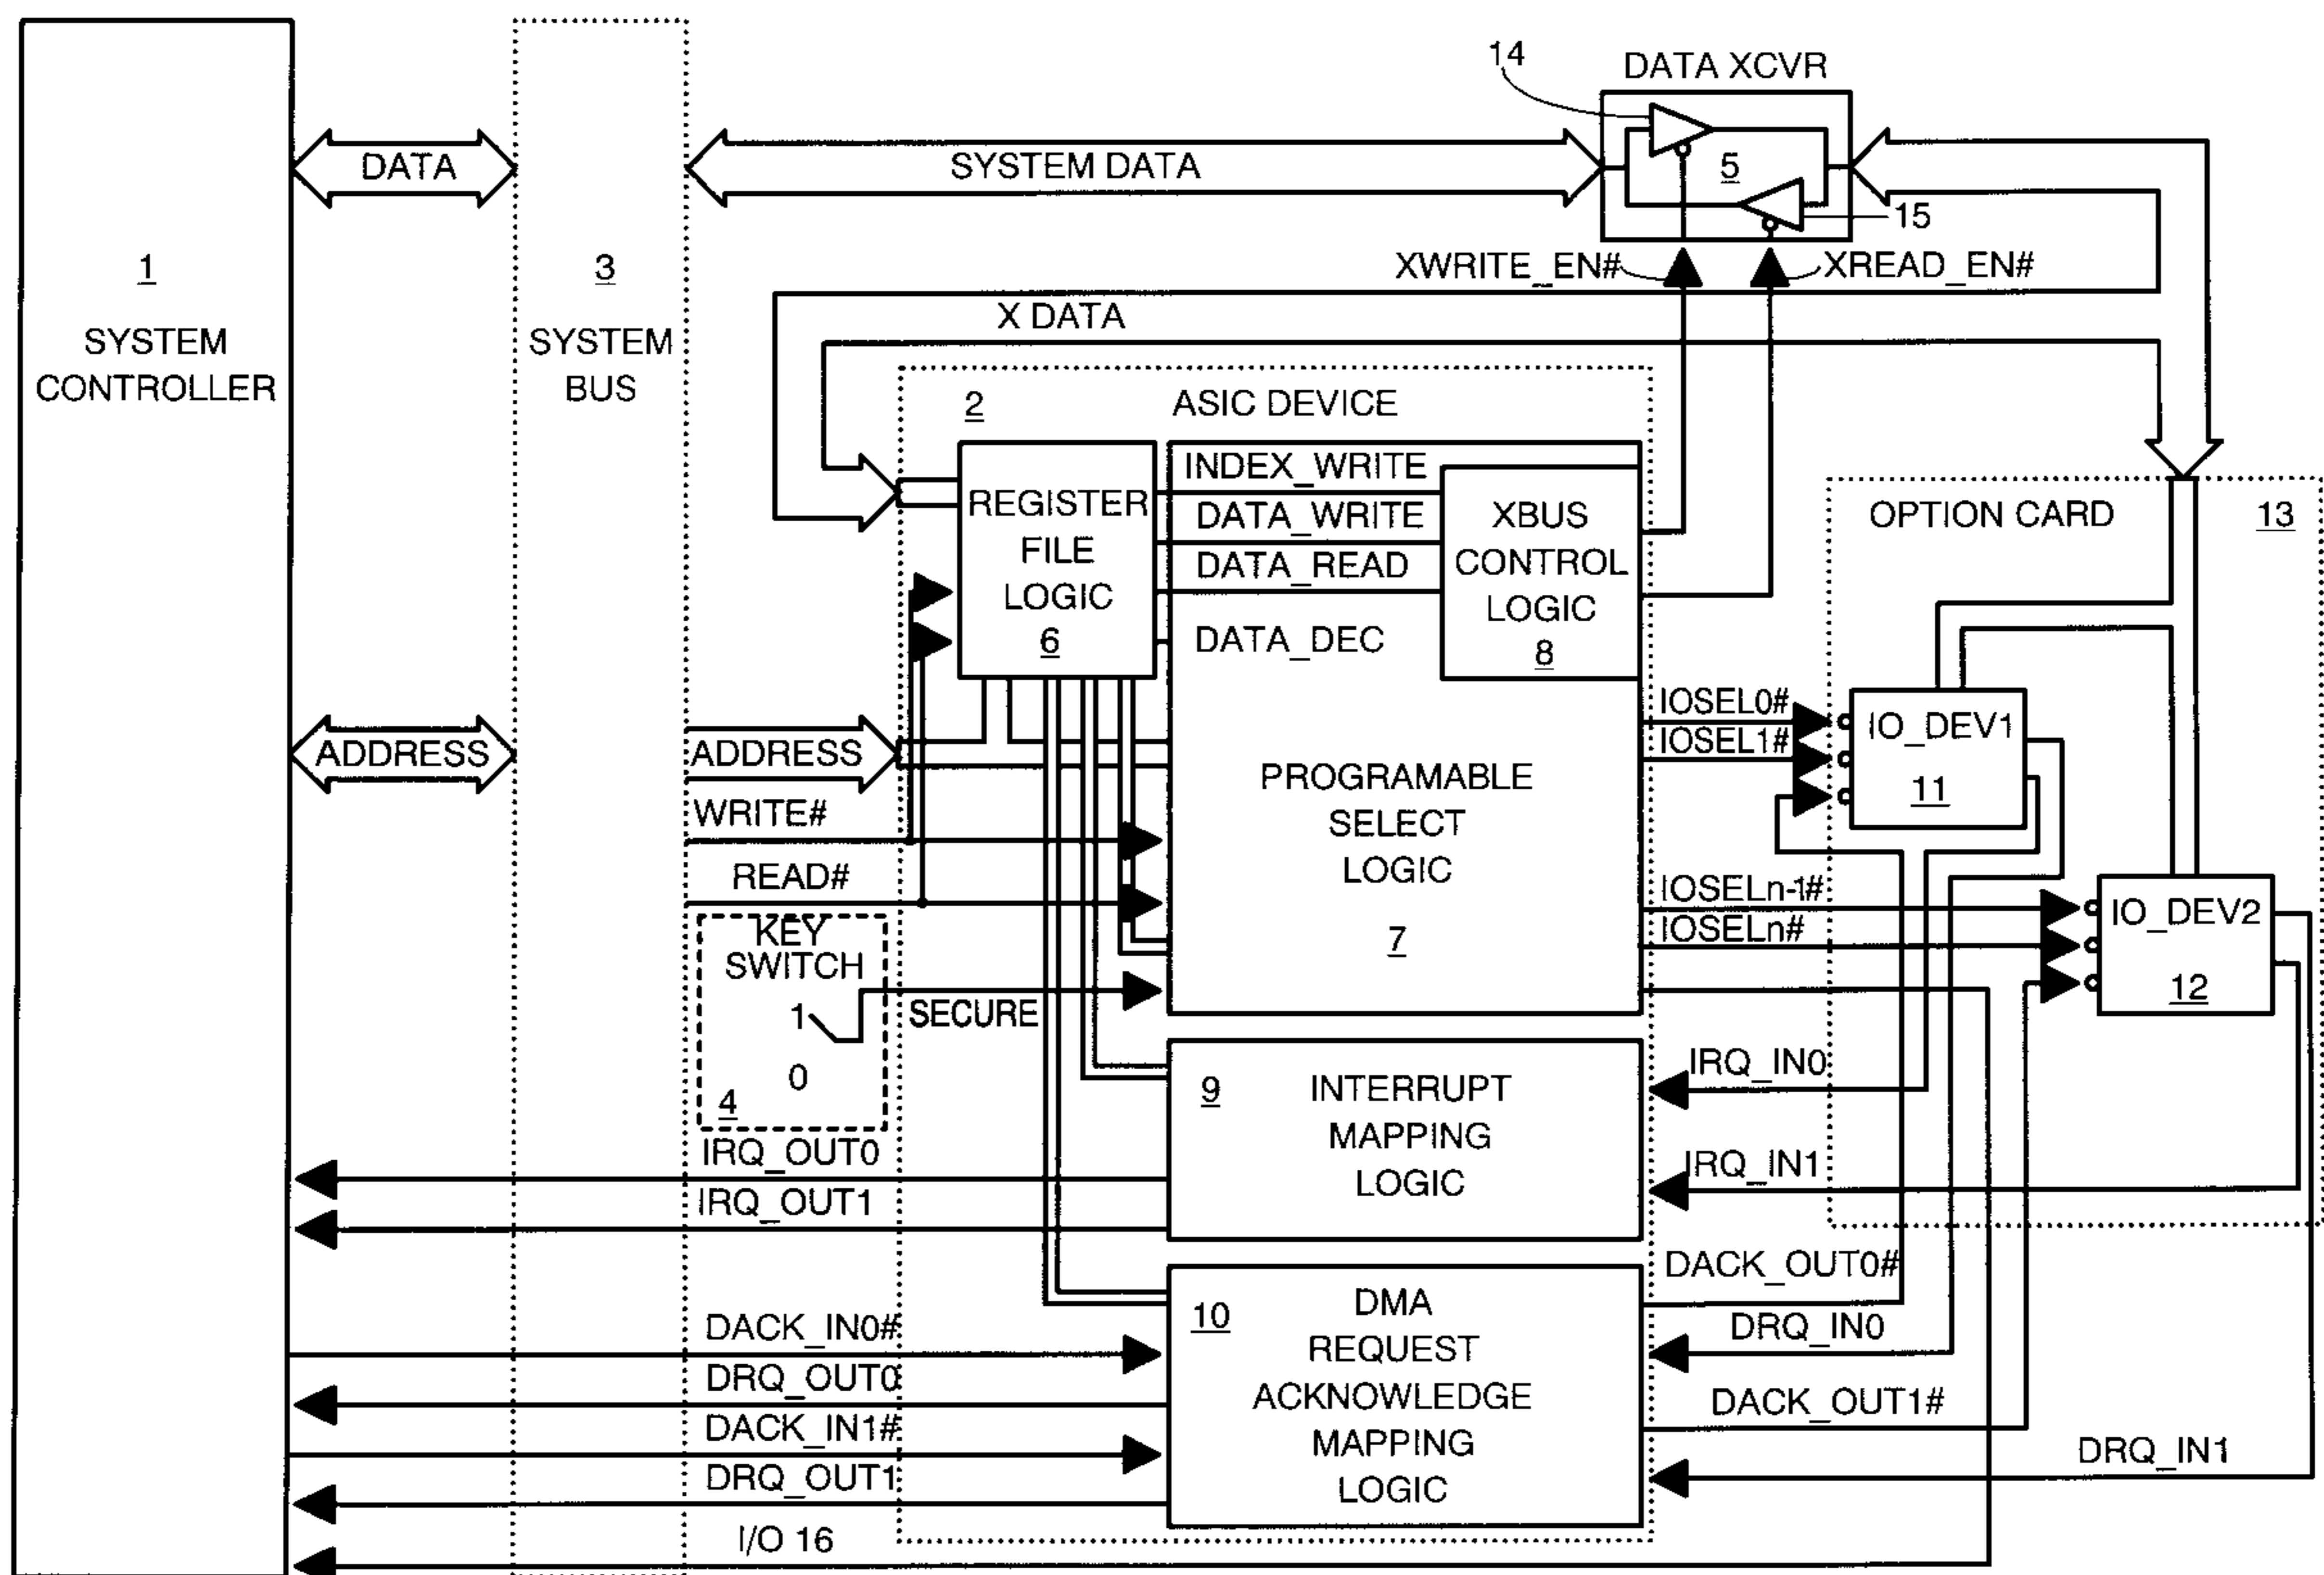 14
DATA XCVR
DATA
SYSTEM DATA
5
15
1
3
XWRITE_EN#
XREAD_EN#
SYSTEM
CONTROLLER
SYSTEM
BUS
X DATA
2
ASIC DEVICE
REGISTER
FILE
LOGIC
6
INDEX_WRITE
DATA_WRITE
DATA_READ
DATA_DEC
XBUS
CONTROL
LOGIC
8
OPTION CARD
13
ADDRESS
ADDRESS
WRITE#
READ#
PROGRAMABLE
SELECT
LOGIC
7
IOSEL0#
IOSEL1#
IO_DEV1
11
IOSELn-1#
IOSELn#
IO_DEV2
12
KEY
SWITCH
1
0
4
SECURE
9
INTERRUPT
MAPPING
LOGIC
IRQ_IN0
IRQ_IN1
IRQ_OUT0
IRQ_OUT1
10
DMA
REQUEST
ACKNOWLEDGE
MAPPING
LOGIC
DACK_OUT0#
DRQ_IN0
DACK_OUT1#
DRQ_IN1
DACK_IN0#
DRQ_OUT0
DACK_IN1#
DRQ_OUT1
I/O 16